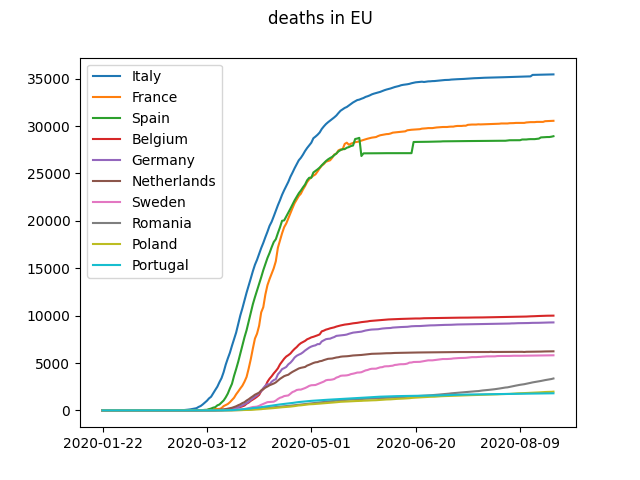 deaths in EU
35000
30000
25000
20000
15000
10000
5000
0
Italy
France
Spain
Belgium
Germany
Netherlands
Sweden
Romania
Poland
Portugal
2020-01-22
2020-03-12
2020-05-01
2020-06-20
2020-08-09